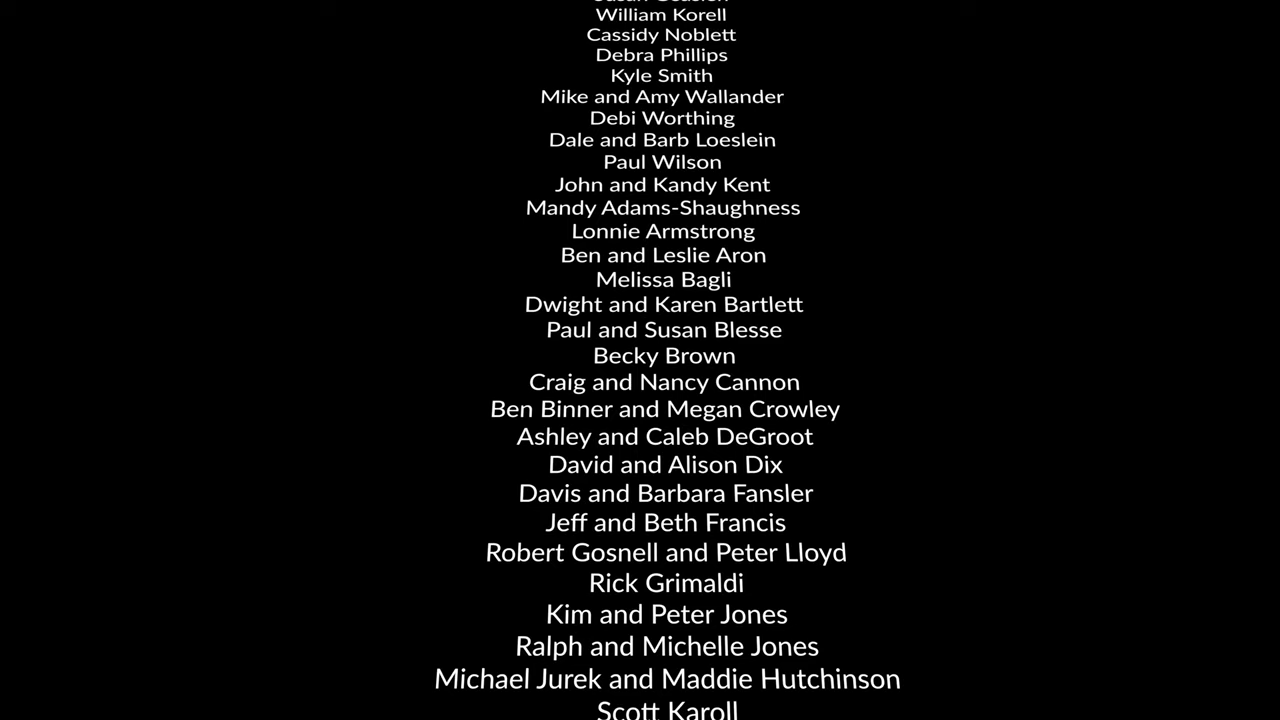 William Korell
Cassidy Noblett
Debra Phillips
Kyle Smith
Mike and Amy Wallander
Debi Worthing
Dale and Barb Loeslein
Paul Wilson
John and Kandy Kent
Mandy Adams-Shaughness
Lonnie Armstrong
Ben and Leslie Aron
Melissa Bagli
Dwight and Karen Bartlett
Paul and Susan Blesse
Becky Brown
Craig and Nancy Cannon
Ben Binner and Megan Crowley
Ashley and Caleb DeGroot
David and Alison Dix
Davis and Barbara Fansler
Jeff and Beth Francis
Robert Gosnell and Peter Lloyd
Rick Grimaldi
Kim and Peter Jones
Ralph and Michelle Jones
Michael Jurek and Maddie Hutchinson
Scott Karoll